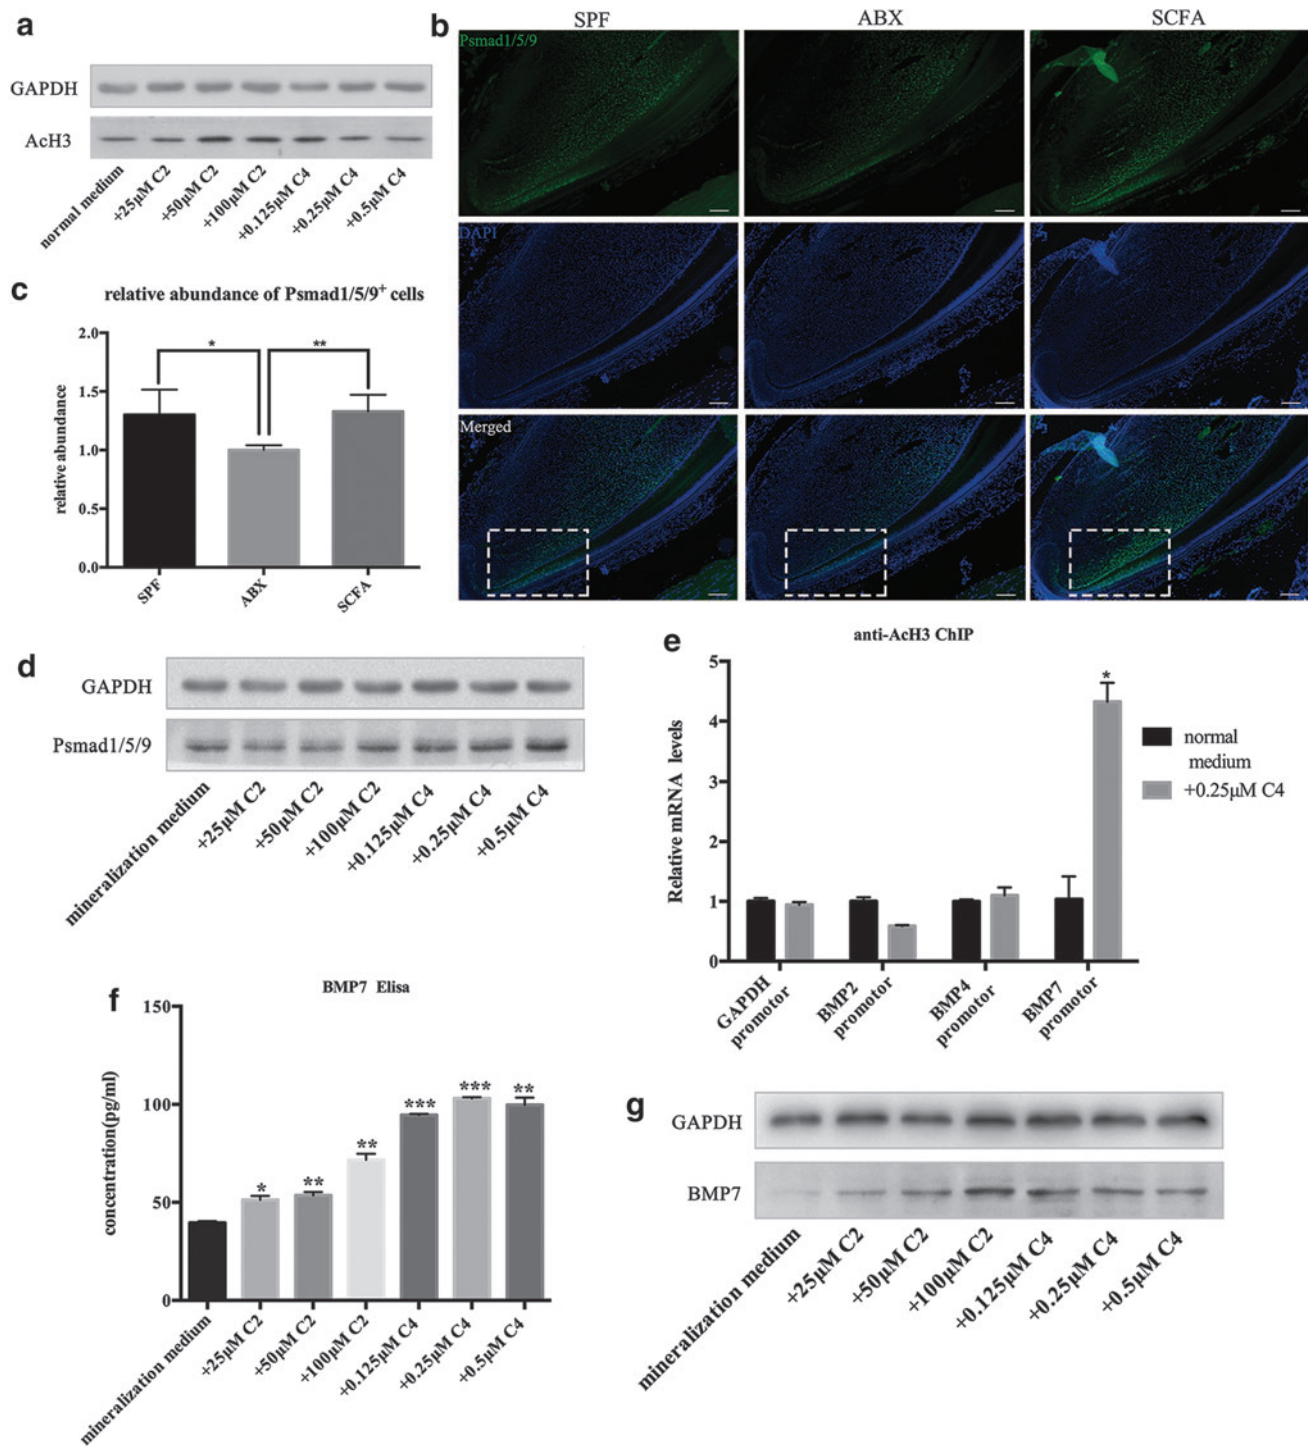 a
GAPDH
AcH3
normal medium
+25μM C2
+50μM C2
+100μM C2
+0.125μM C4
+0.25μM C4
+0.5μM C4
b
SPF
ABX
SCFA
Psmad1/5/9
DAPI
Merged
c
relative abundance of Psmad1/5/9⁺ cells
relative abundance
2.0
1.5
1.0
0.5
0.0
*
**
SPF
ABX
SCFA
d
GAPDH
Psmad1/5/9
mineralization medium
+25μM C2
+50μM C2
+100μM C2
+0.125μM C4
+0.25μM C4
+0.5μM C4
e
anti-AcH3 ChIP
Relative mRNA levels
5
4
3
2
1
0
*
normal
medium
+0.25μM C4
GAPDH
promotor
BMP2
promotor
BMP4
promotor
BMP7
promotor
f
BMP7 Elisa
concentration(pg/ml)
150
100
50
0
*
**
**
***
***
**
mineralization medium
+25μM C2
+50μM C2
+100μM C2
+0.125μM C4
+0.25μM C4
+0.5μM C4
g
GAPDH
BMP7
mineralization medium
+25μM C2
+50μM C2
+100μM C2
+0.125μM C4
+0.25μM C4
+0.5μM C4